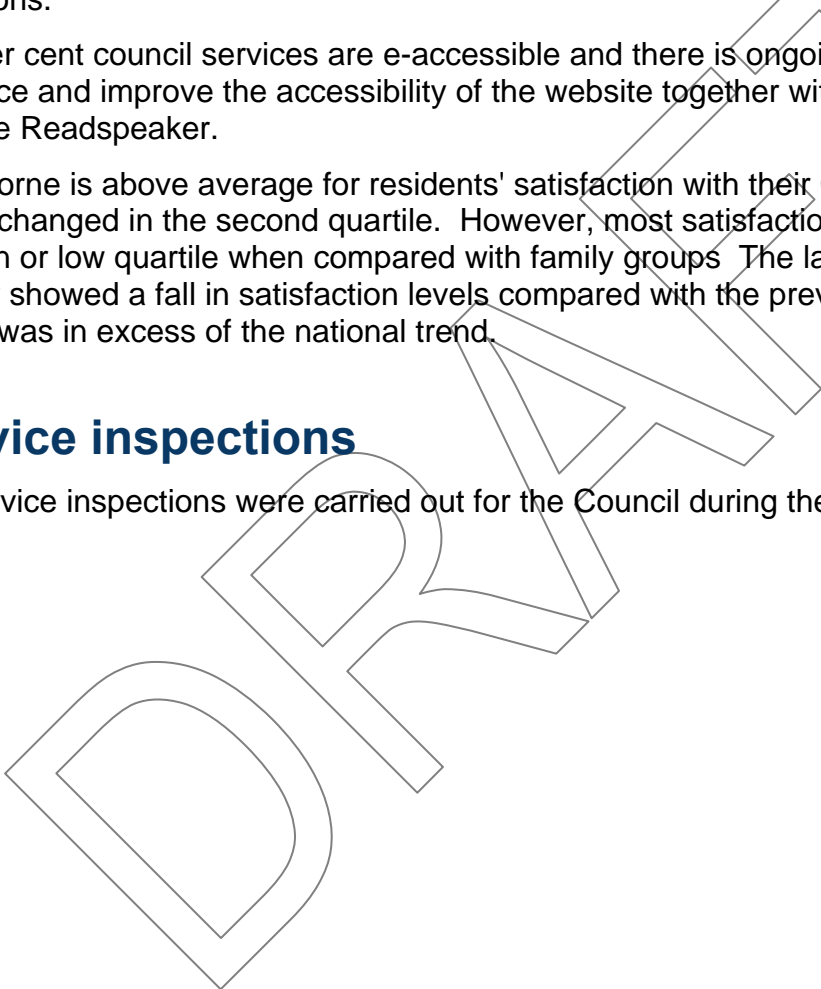 ons.
er cent council services are e-accessible and there is ongoi
ce and improve the accessibility of the website together wi
e Readspeaker.
orne is above average for residents' satisfaction with their
changed in the second quartile.  However, most satisfactio
n or low quartile when compared with family groups  The la
showed a fall in satisfaction levels compared with the prev
was in excess of the national trend.
vice inspections
vice inspections were carried out for the Council during the
DRAFT